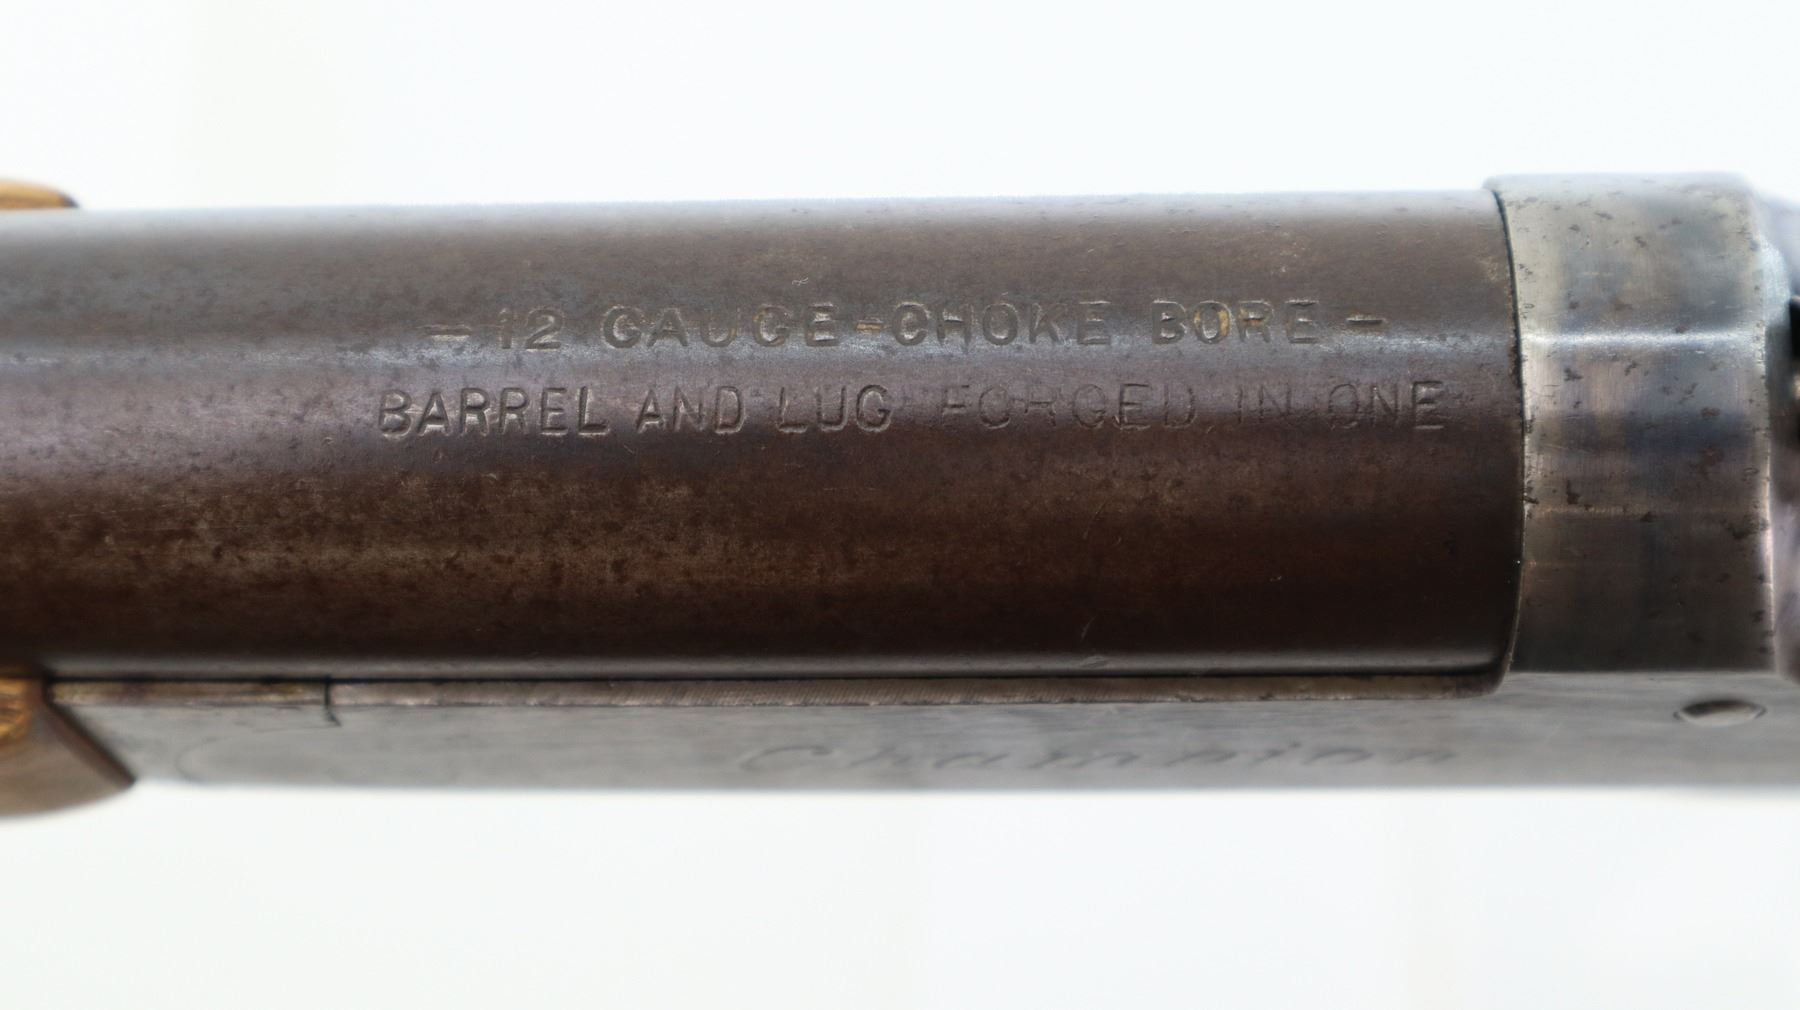 - 12 GAUGE - CHOKE BORE -
BARREL AND LUG FORGED IN ONE
Champion